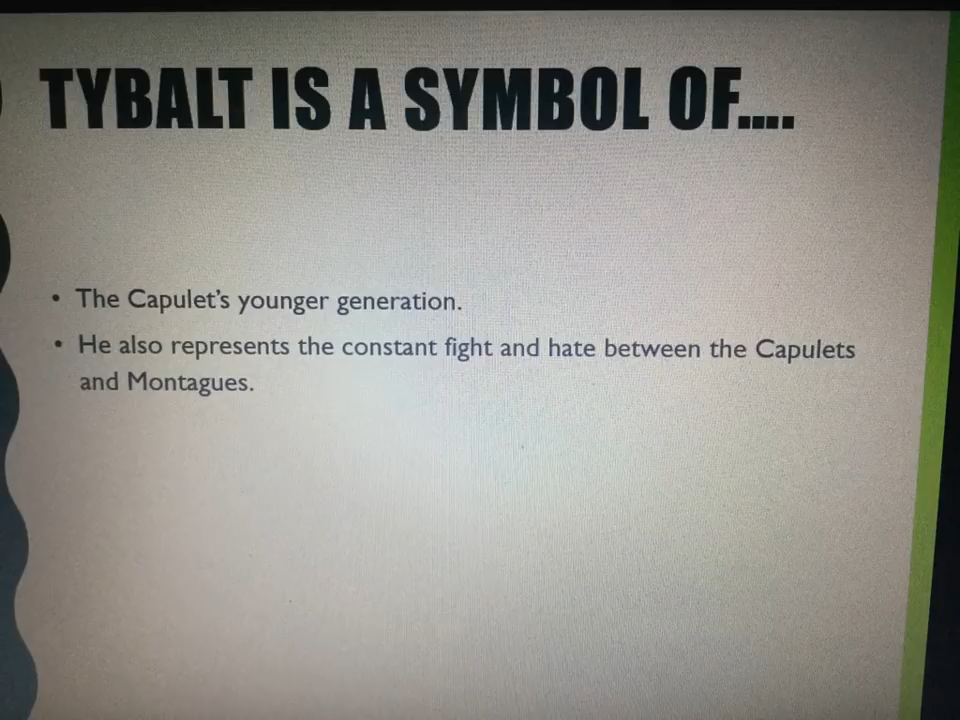 TYBALT IS A SYMBOL OF....
• The Capulet's younger generation.
• He also represents the constant fight and hate between the Capulets
and Montagues.